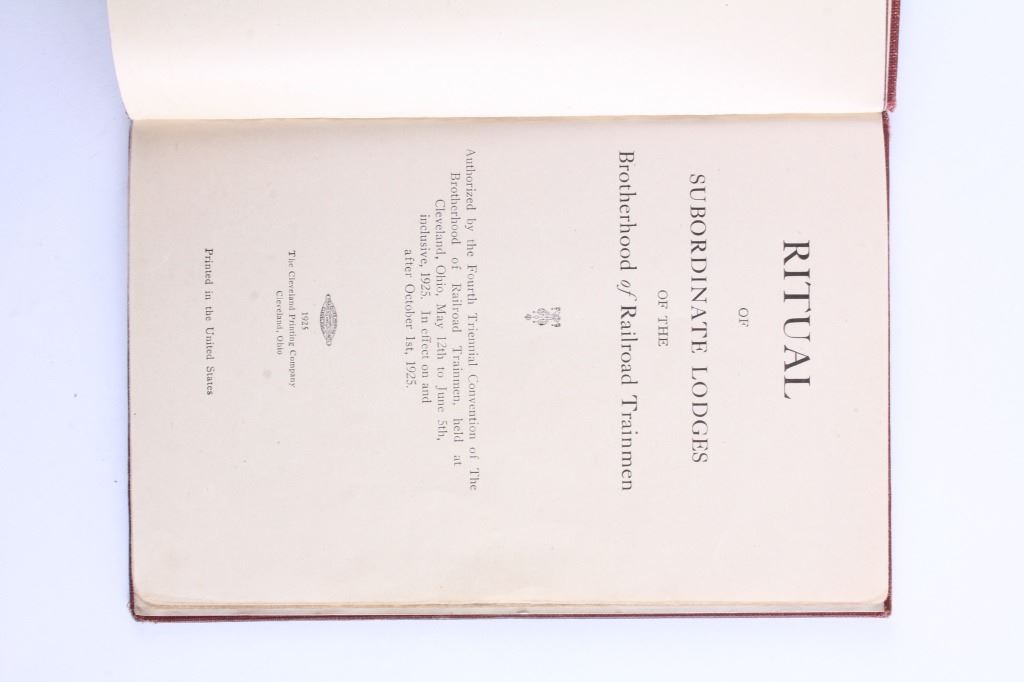 RITUAL
OF
SUBORDINATE LODGES
OF THE
Brotherhood of Railroad Trainmen
Authorized by the Fourth Triennial Convention of The
Brotherhood of Railroad Trainmen, held at
Cleveland, Ohio, May 12th to June 5th,
inclusive, 1925. In effect on and
after October 1st, 1925.
1925
The Cleveland Printing Company
Cleveland, Ohio
Printed in the United States